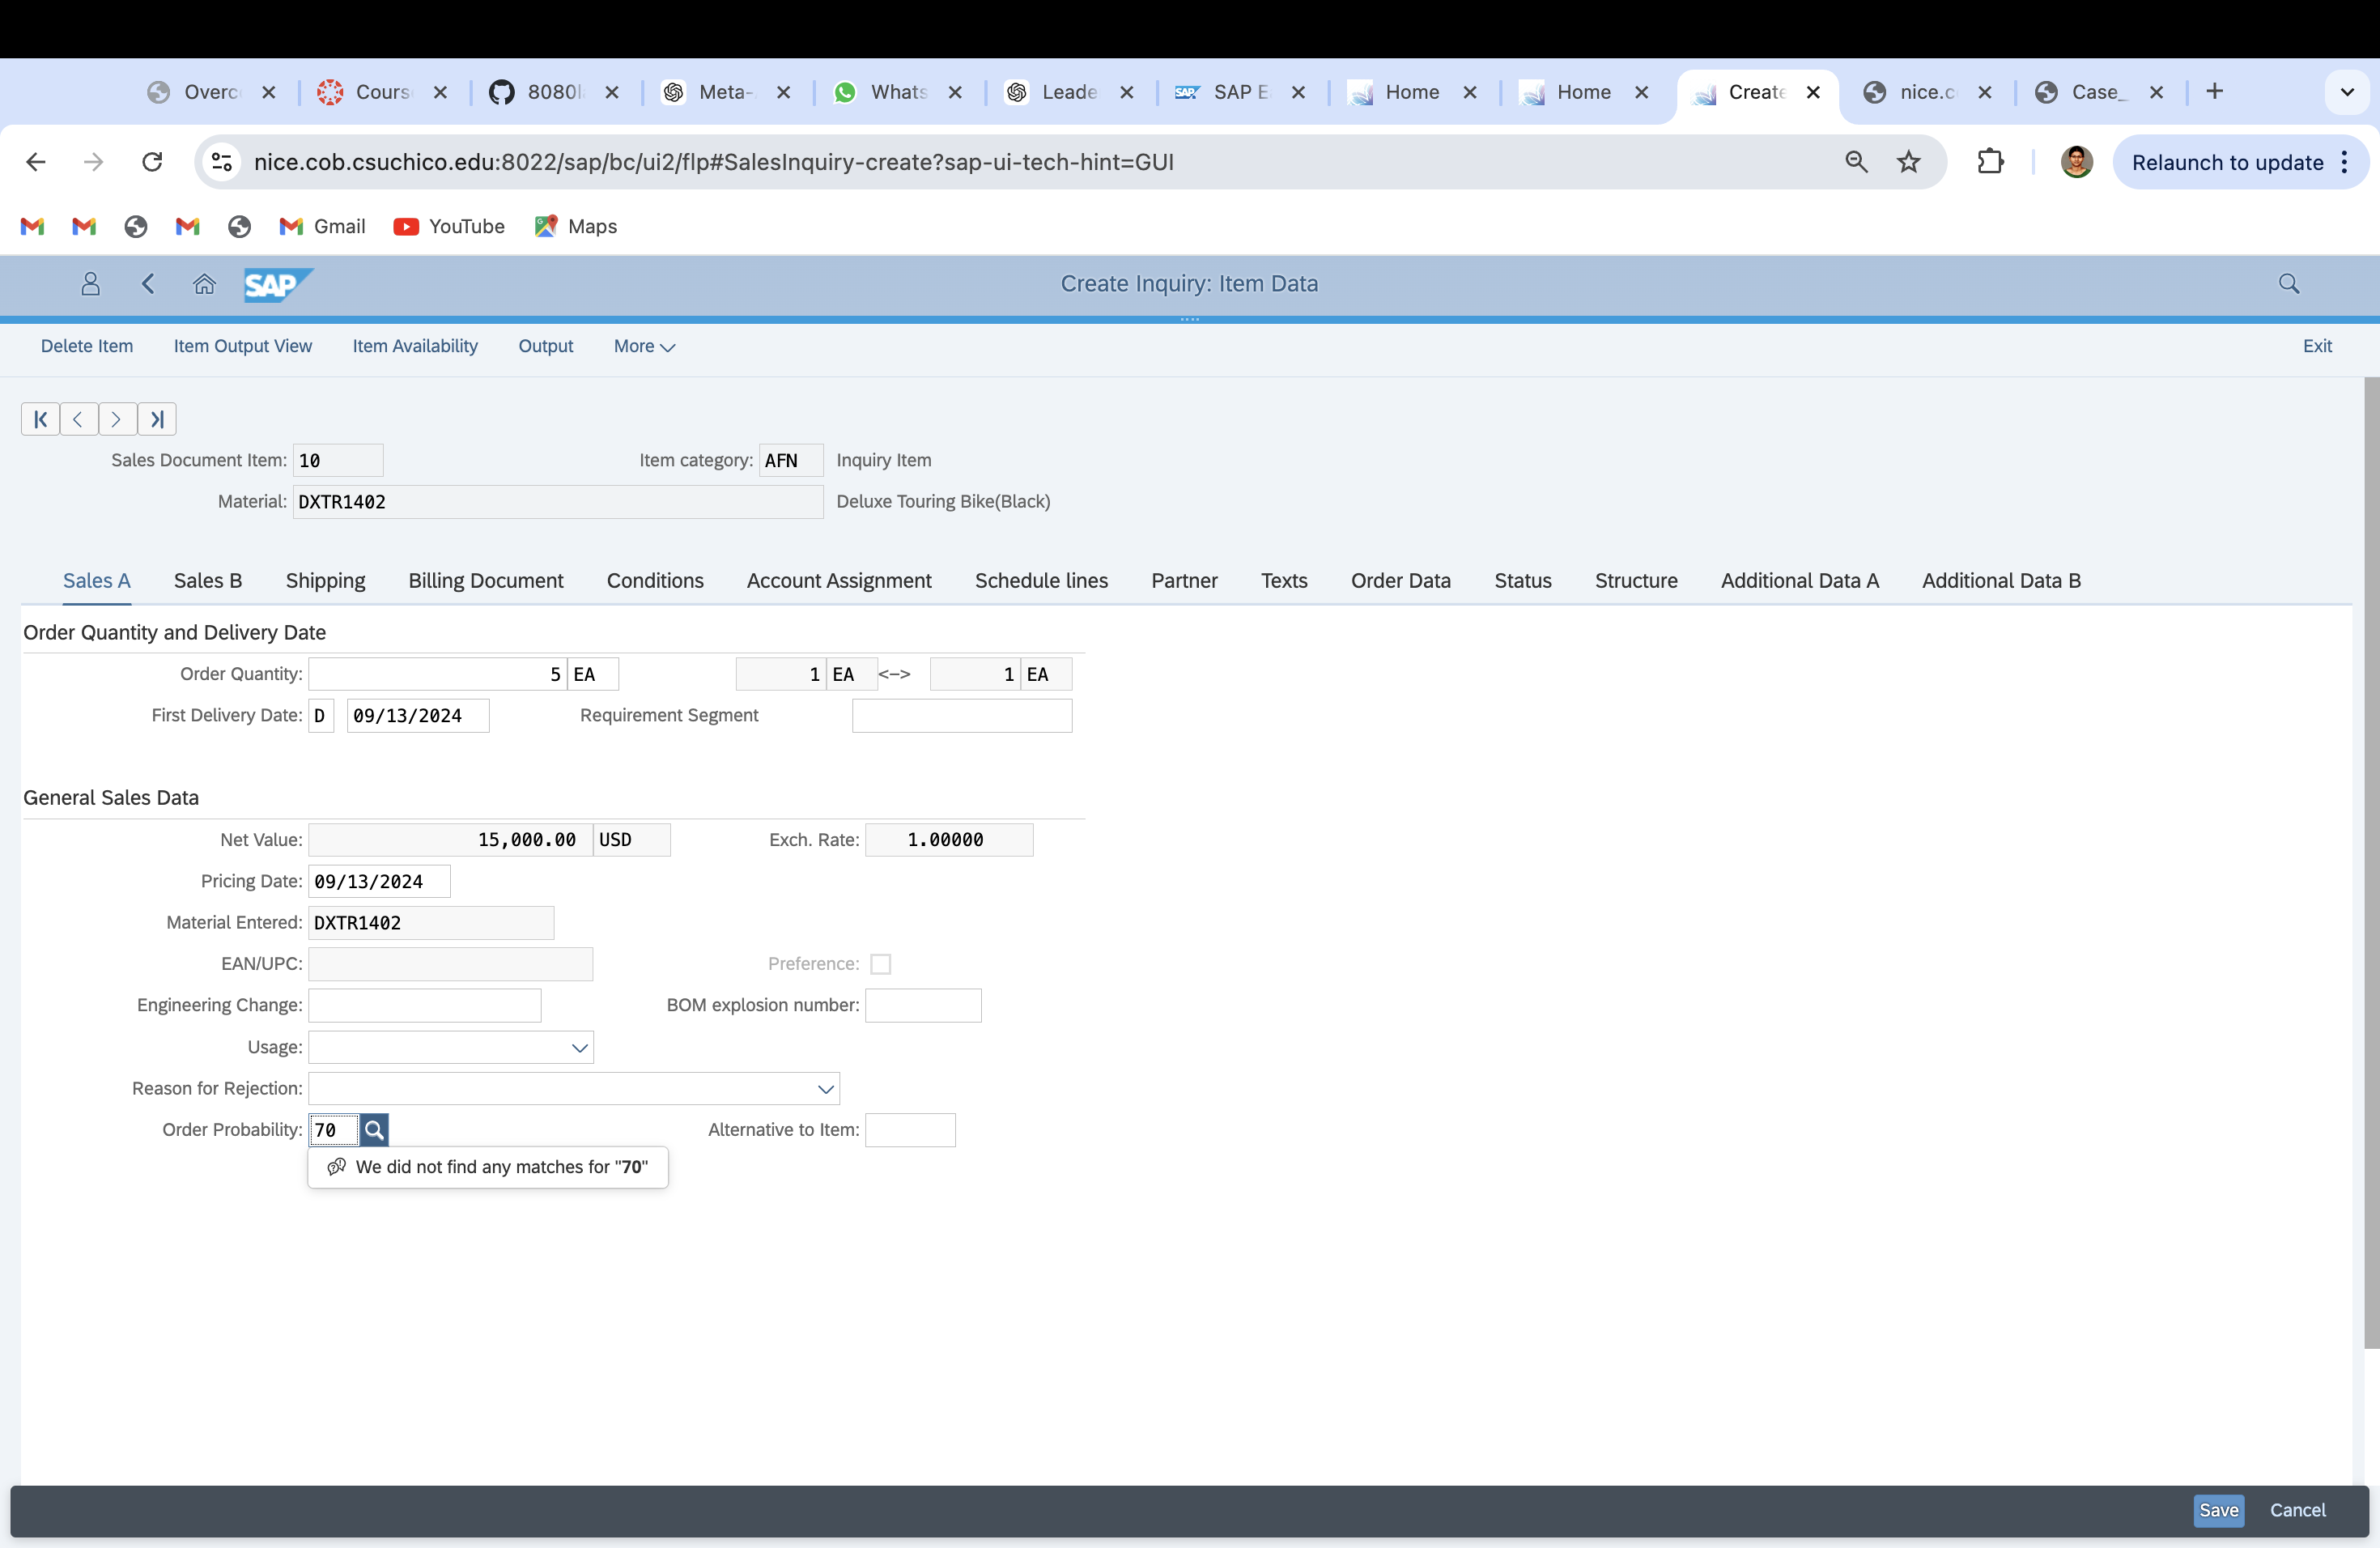 Overc
Cours
8080l
Meta-
Whats
Leade
SAP E
Home
Home
Create
nice.c
Case_
nice.cob.csuchico.edu:8022/sap/bc/ui2/flp#SalesInquiry-create?sap-ui-tech-hint=GUI
Relaunch to update
Gmail
YouTube
Maps
SAP
Create Inquiry: Item Data
Delete Item
Item Output View
Item Availability
Output
More
Exit
Sales Document Item: 10
Item category: AFN Inquiry Item
Material: DXTR1402 Deluxe Touring Bike(Black)
Sales A
Sales B
Shipping
Billing Document
Conditions
Account Assignment
Schedule lines
Partner
Texts
Order Data
Status
Structure
Additional Data A
Additional Data B
Order Quantity and Delivery Date
Order Quantity: 5 EA 1 EA <-> 1 EA
First Delivery Date: D 09/13/2024 Requirement Segment
General Sales Data
Net Value: 15,000.00 USD Exch. Rate: 1.00000
Pricing Date: 09/13/2024
Material Entered: DXTR1402
EAN/UPC: Preference:
Engineering Change: BOM explosion number:
Usage:
Reason for Rejection:
Order Probability: 70 Alternative to Item:
We did not find any matches for "70"
Save
Cancel